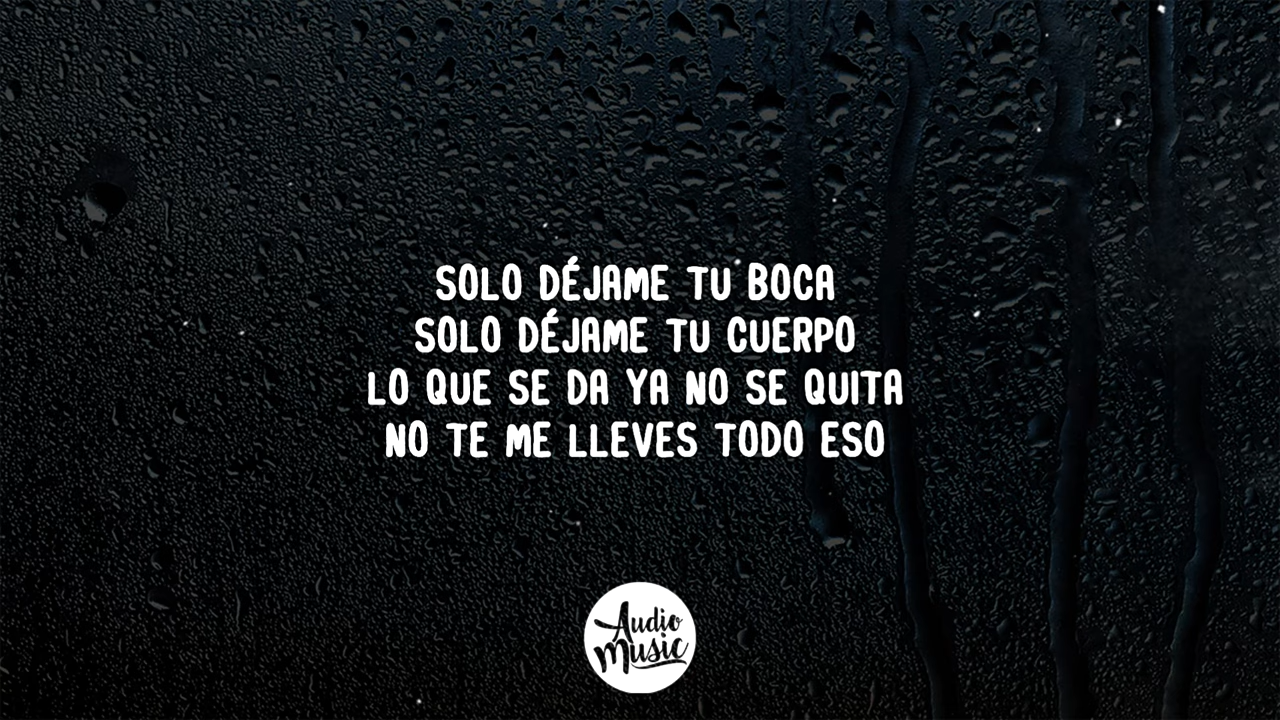 SOLO DÉJAME TU BOCA
SOLO DÉJAME TU CUERPO
LO QUE SE DA YA NO SE QUITA
NO TE ME LLEVES TODO ESO
Audio
Music